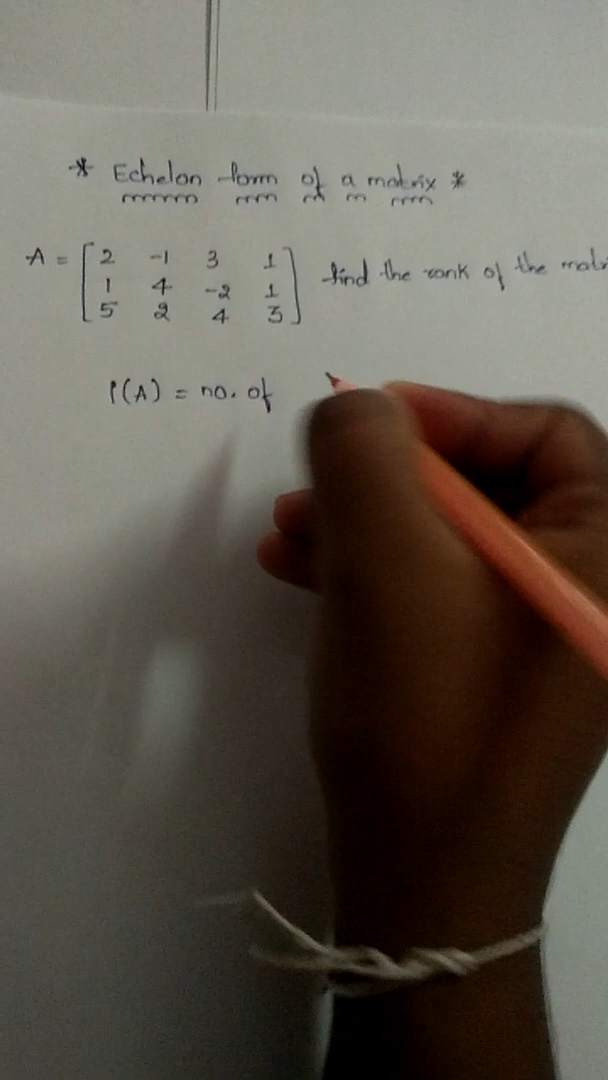 * Echelon form of a matrix *
A = [ 2 -1 3 1 find the rank of the
1 4 -2 1
5 2 4 3 ]
ρ(A) = no. of